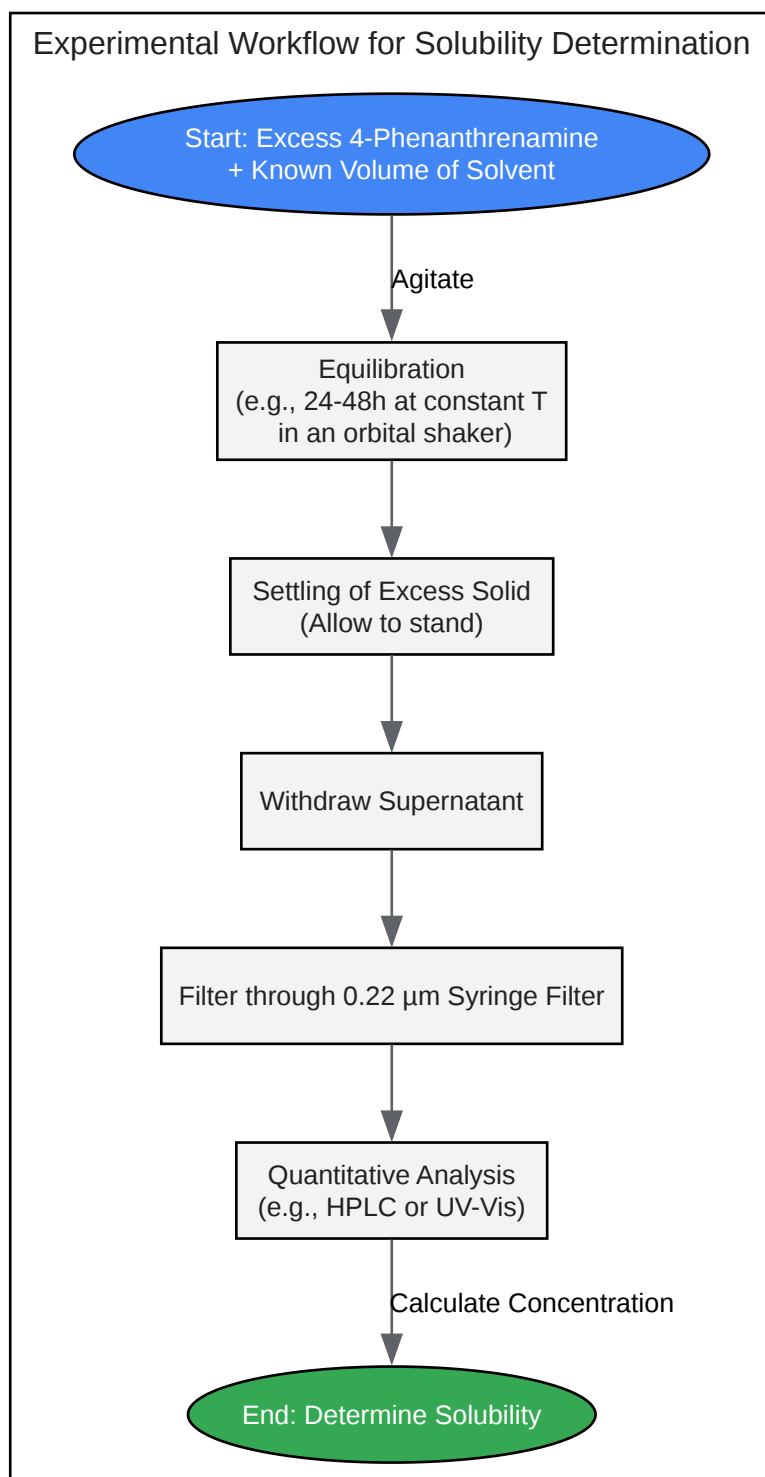 Experimental Workflow for Solubility Determination
Start: Excess 4-Phenanthrenamine
+ Known Volume of Solvent
Agitate
Equilibration
(e.g., 24-48h at constant T
in an orbital shaker)
Settling of Excess Solid
(Allow to stand)
Withdraw Supernatant
Filter through 0.22 µm Syringe Filter
Quantitative Analysis
(e.g., HPLC or UV-Vis)
Calculate Concentration
End: Determine Solubility